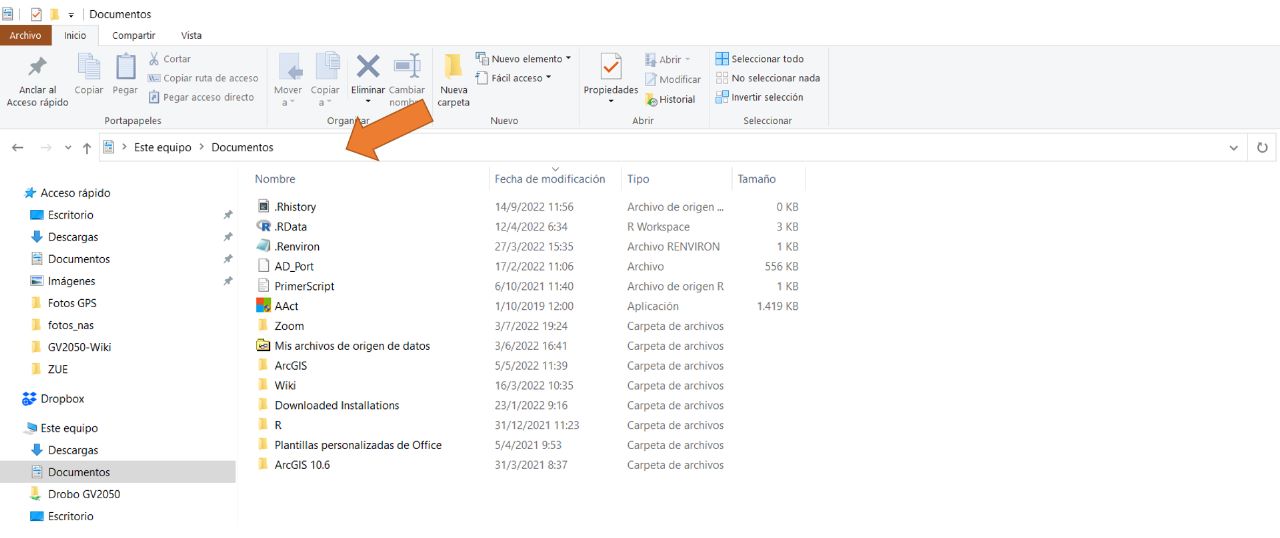 Documentos
Archivo Inicio Compartir Vista
Anclar al Acceso rápido
Copiar
Pegar
Cortar
Copiar ruta de acceso
Pegar acceso directo
Portapapeles
Mover a
Copiar a
Eliminar
Cambiar
Organizar
Nueva carpeta
Nuevo elemento
Fácil acceso
Nuevo
Propiedades
Abrir
Modificar
Historial
Abrir
Seleccionar todo
No seleccionar nada
Invertir selección
Seleccionar
Este equipo > Documentos
Acceso rápido
Escritorio
Descargas
Documentos
Imágenes
Fotos GPS
fotos_nas
GV2050-Wiki
ZUE
Dropbox
Este equipo
Descargas
Documentos
Drobo GV2050
Escritorio
Nombre Fecha de modificación Tipo Tamaño
.Rhistory 14/9/2022 11:56 Archivo de origen ... 0 KB
.RData 12/4/2022 6:34 R Workspace 3 KB
.Renviron 27/3/2022 15:35 Archivo RENVIRON 1 KB
AD_Port 17/2/2022 11:06 Archivo 556 KB
PrimerScript 6/10/2021 11:40 Archivo de origen R 1 KB
AAct 1/10/2019 12:00 Aplicación 1.419 KB
Zoom 3/7/2022 19:24 Carpeta de archivos
Mis archivos de origen de datos 3/6/2022 16:41 Carpeta de archivos
ArcGIS 5/5/2022 11:39 Carpeta de archivos
Wiki 16/3/2022 10:35 Carpeta de archivos
Downloaded Installations 23/1/2022 9:16 Carpeta de archivos
R 31/12/2021 11:23 Carpeta de archivos
Plantillas personalizadas de Office 5/4/2021 9:53 Carpeta de archivos
ArcGIS 10.6 31/3/2021 8:37 Carpeta de archivos